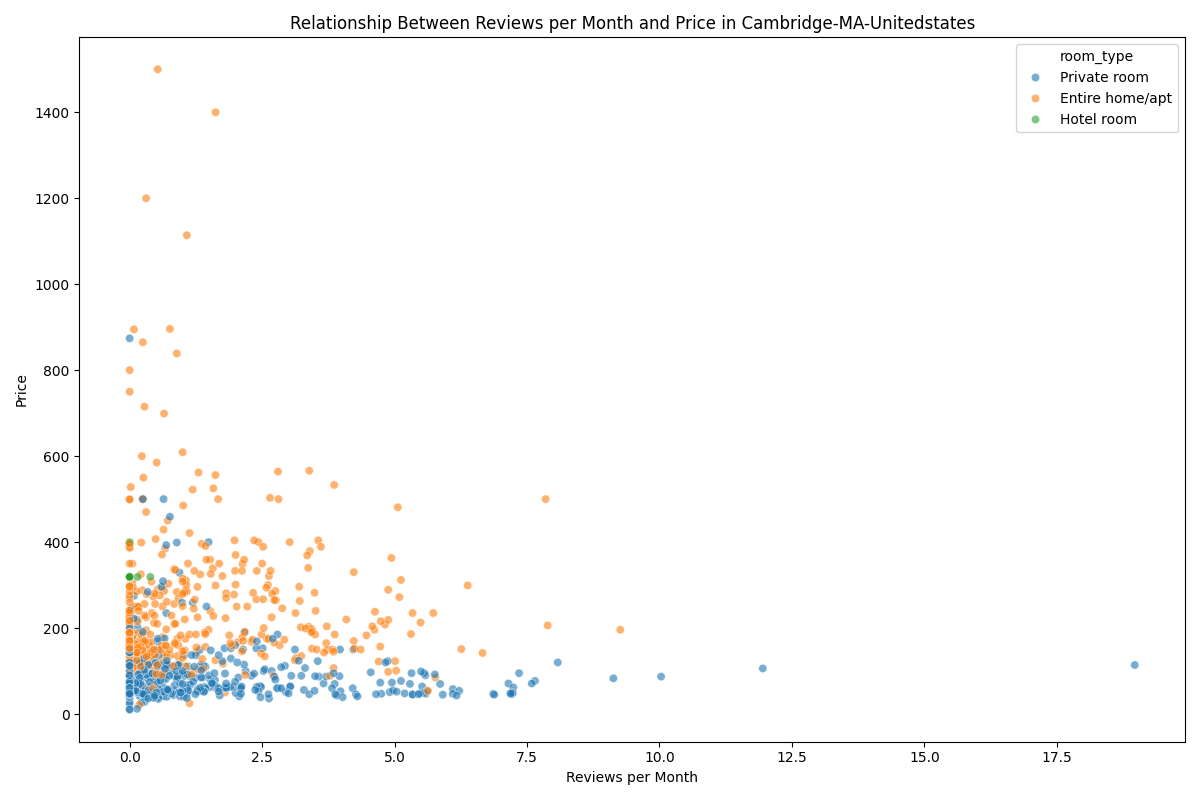 Relationship Between Reviews per Month and Price in Cambridge-MA-Unitedstates
room_type
Private room
Entire home/apt
Hotel room
Price
1400
1200
1000
800
600
400
200
0
0.0 2.5 5.0 7.5 10.0 12.5 15.0 17.5
Reviews per Month